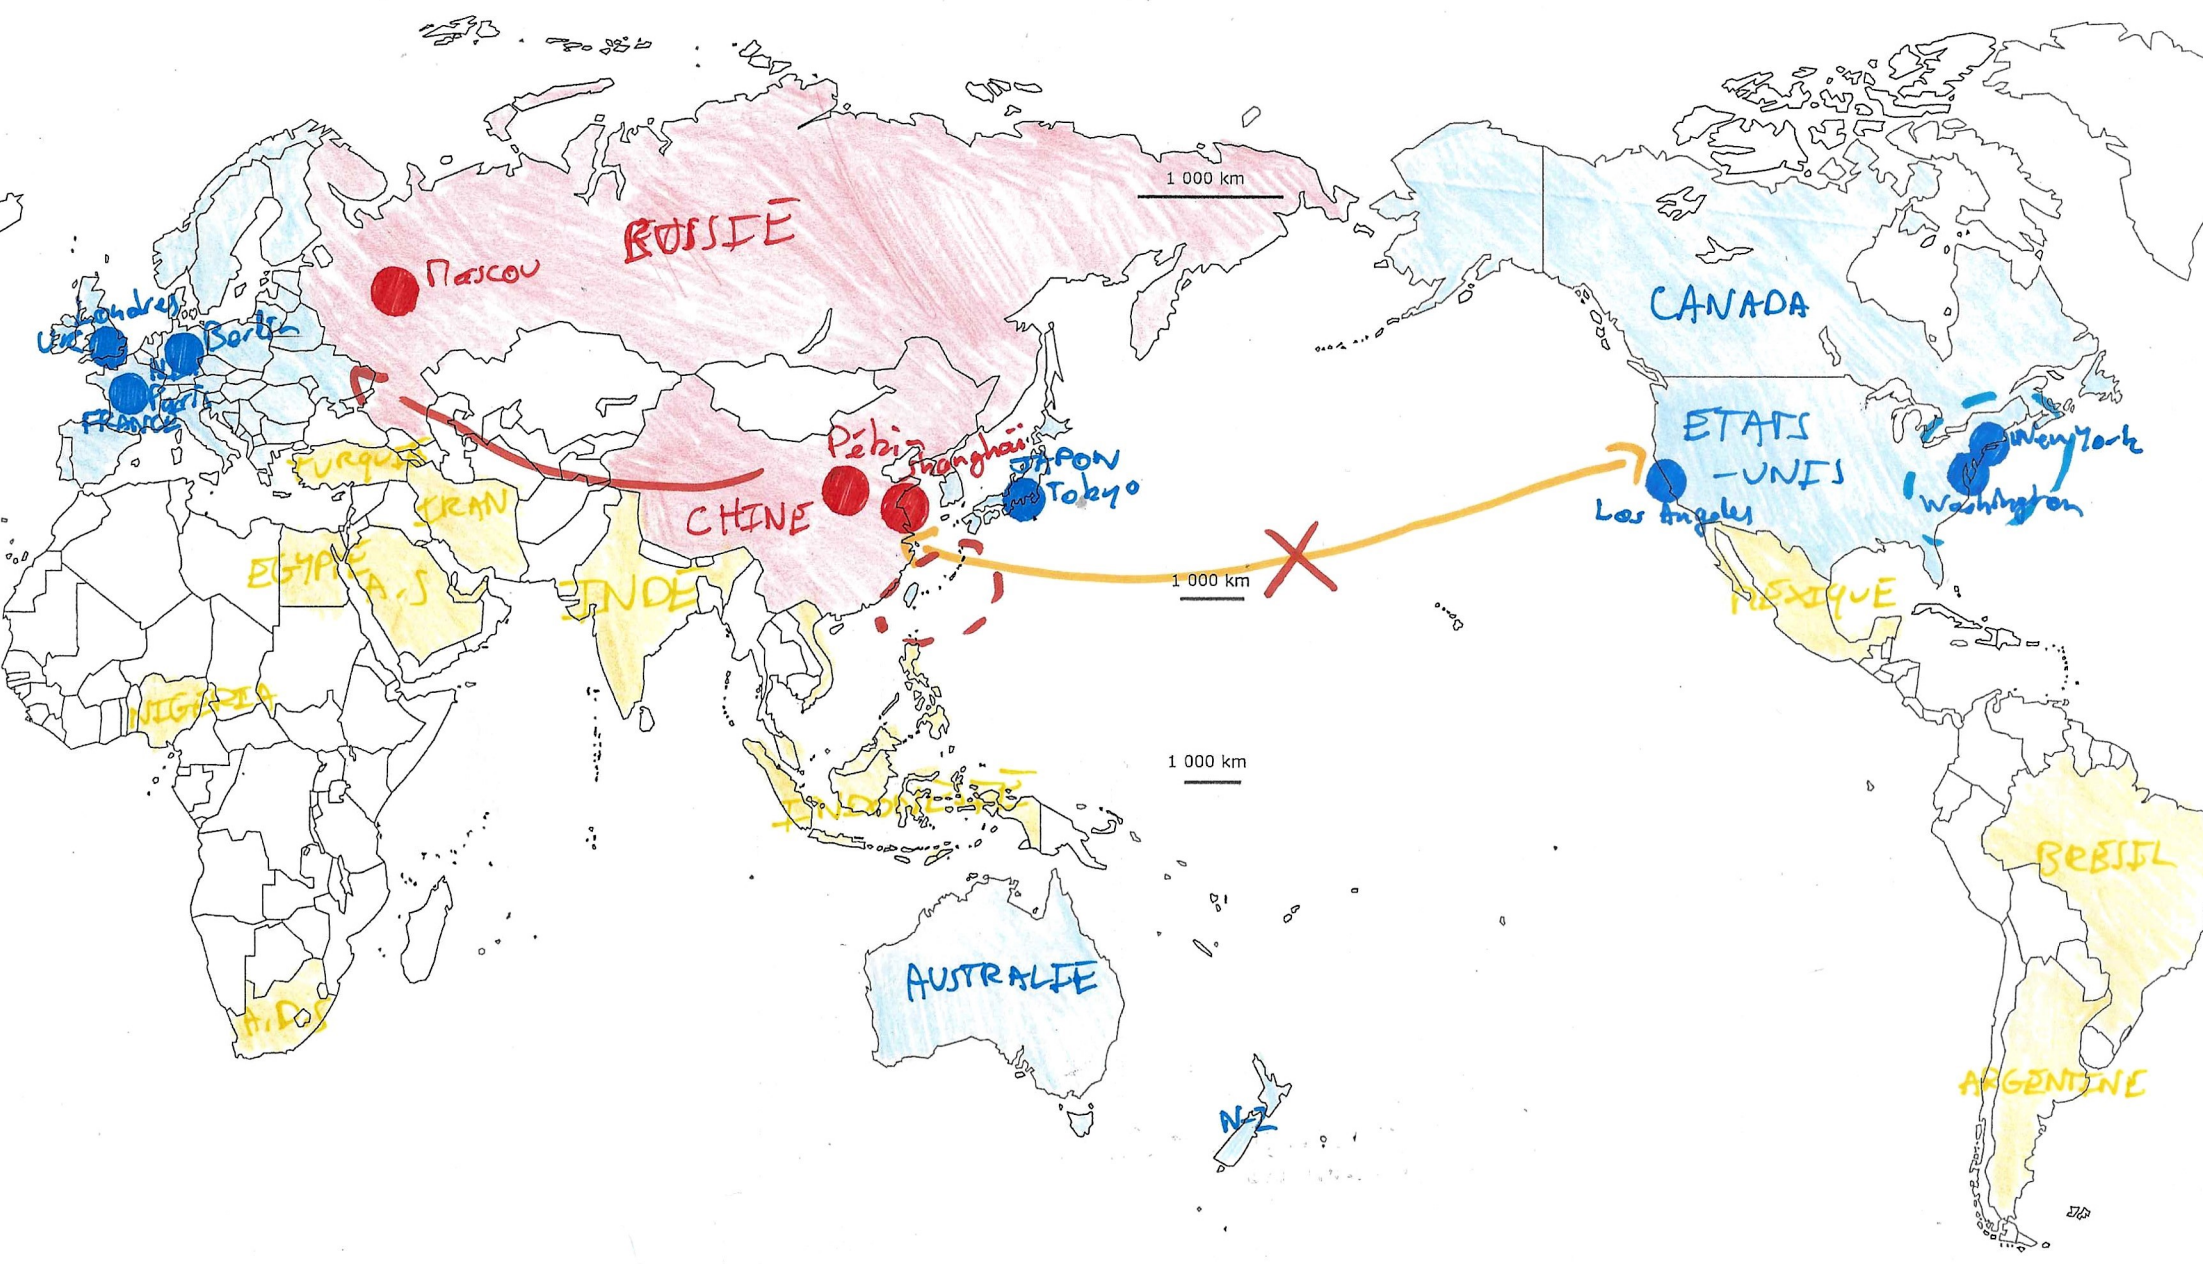 1 000 km
RUSSIE
Moscou
Londres
UK
Berlin
CANADA
Paris
FRANCE
ETATS
-UNIS
Pékin
Shanghaï
JAPON
Tokyo
New York
Washington
Los Angeles
TURQUIE
IRAN
CHINE
EGYPTE
A.S
INDE
1 000 km
MEXIQUE
NIGERIA
1 000 km
INDONESIE
BRESIL
AUSTRALIE
A.D.S
ARGENTINE
N-Z